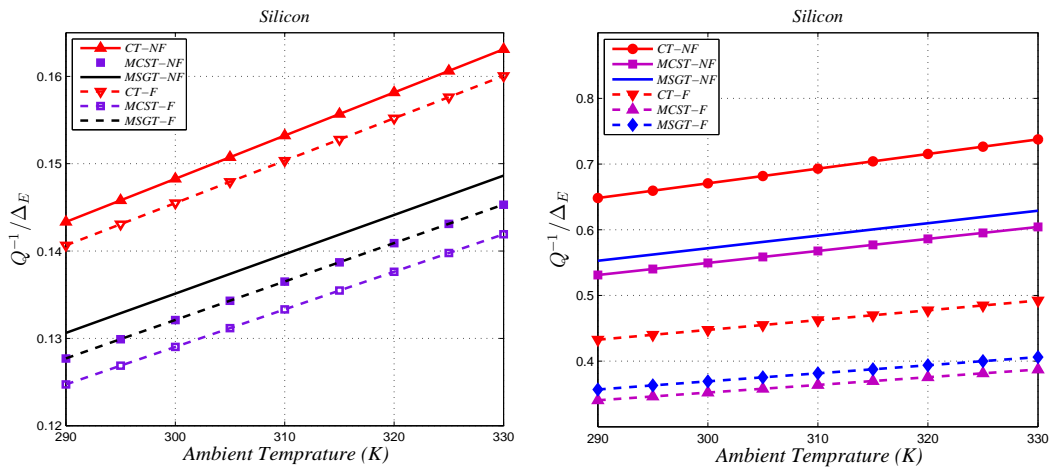 Silicon
CT−NF
MCST−NF
MSGT−NF
CT−F
MCST−F
MSGT−F
0.16
0.15
0.14
0.13
0.12
Q⁻¹/Δ_E
290 300 310 320 330
Ambient Temprature (K)
Silicon
CT−NF
MCST−NF
MSGT−NF
CT−F
MCST−F
MSGT−F
0.8
0.7
0.6
0.5
0.4
Q⁻¹/Δ_E
290 300 310 320 330
Ambient Temprature (K)